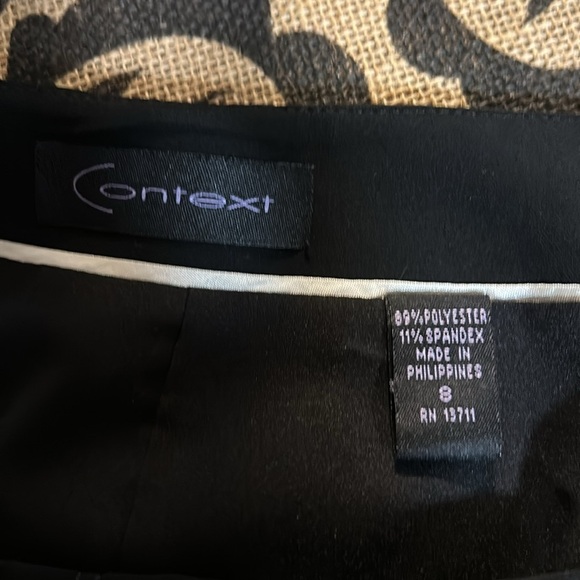 Context
89%POLYESTER
11%SPANDEX
MADE IN
PHILIPPINES
8
RN 13711